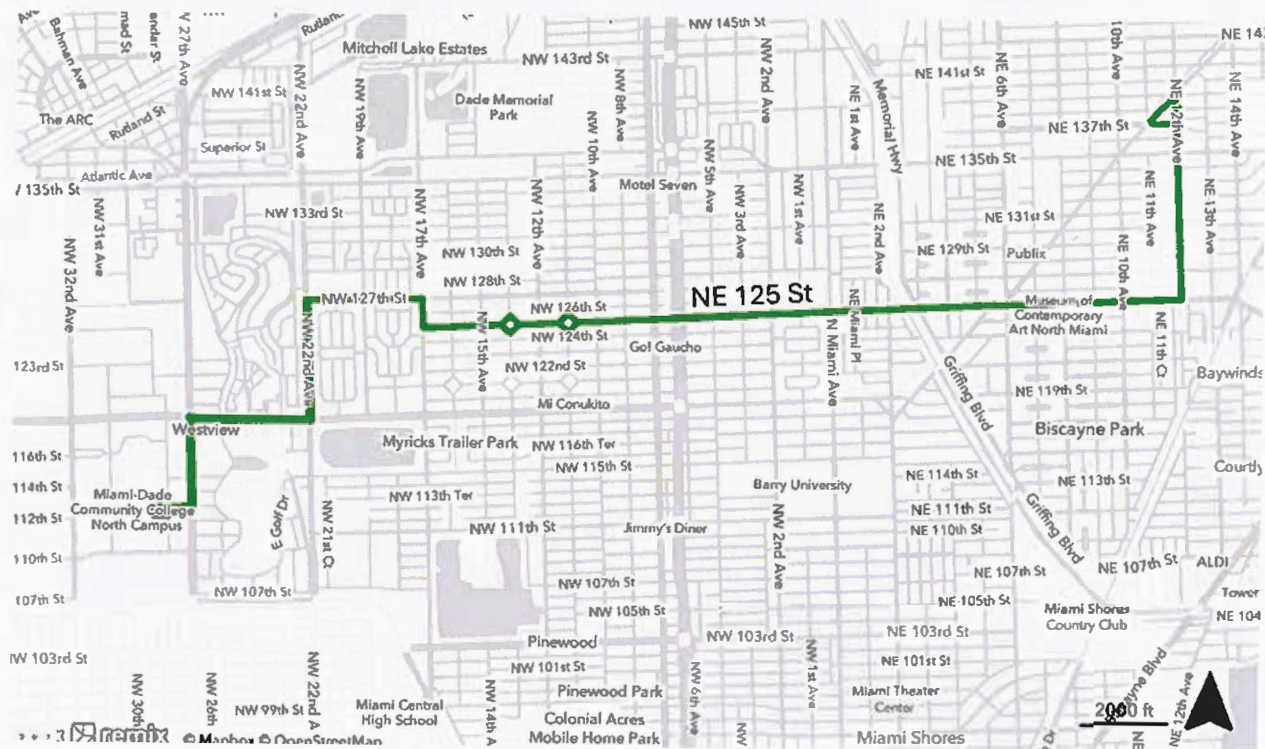 Bahman Ave
NW 27th Ave
Rutland
Mitchell Lake Estates
NW 143rd St
NW 145th St
NW 2nd Ave
NE 141st St
NE 6th Ave
10th Ave
NE 14th Ave
The ARC
Rutland St
NW 141st St
NW 22nd Ave
NW 19th Ave
Dade Memorial
Park
NW 8th Ave
NW 10th Ave
NE 1st Ave
Memorial Hwy
NE 137th St
NE 12th Ave
Superior St
NE 135th St
Atlantic Ave
135th St
Motel Seven
NW 5th Ave
NW 3rd Ave
NW 1st Ave
NE 2nd Ave
NE 11th Ave
NE 13th Ave
NW 31st Ave
NW 133rd St
NW 17th Ave
NW 12th Ave
NE 131st St
NW 32nd Ave
NW 130th St
NE 129th St
Publix
NE 10th Ave
NW 128th St
NW 127th St
NW 126th St
NE 125 St
NE Miami Pl
Museum of
Contemporary
Art North Miami
NW 22nd Ave
NW 15th Ave
NW 124th St
Go! Gaucho
N Miami Ave
NE 11th Ct
123rd St
NW 122nd St
Griffing Blvd
NE 119th St
Baywinds
Mi Conukito
Westview
Myricks Trailer Park
NW 116th Ter
Biscayne Park
116th St
NW 115th St
Courtly
114th St
Miami-Dade
Community College
North Campus
NW 113th Ter
Barry University
NE 114th St
NE 113th St
112th St
E Golf Dr
NW 21st Ct
NW 111th St
Jimmy's Diner
NW 2nd Ave
NE 111th St
NE 110th St
Griffing Blvd
110th St
NW 107th St
NW 107th St
NE 107th St
NE 107th St
ALDI
107th St
NW 105th St
NE 105th St
Miami Shores
Country Club
Tower
NE 104
Pinewood
NW 103rd St
NE 103rd St
NW 103rd St
NW 101st St
NE 101st St
NW 30th
NW 26th
NW 22nd A
NW 99th St
Miami Central
High School
NW 14th A
Pinewood Park
NW 6th Ave
NW 1st Ave
Miami Theater
Center
NE 12th Ave
Colonial Acres
Mobile Home Park
NW
Miami Shores
2000 ft
NE
remix
© Mapbox © OpenStreetMap